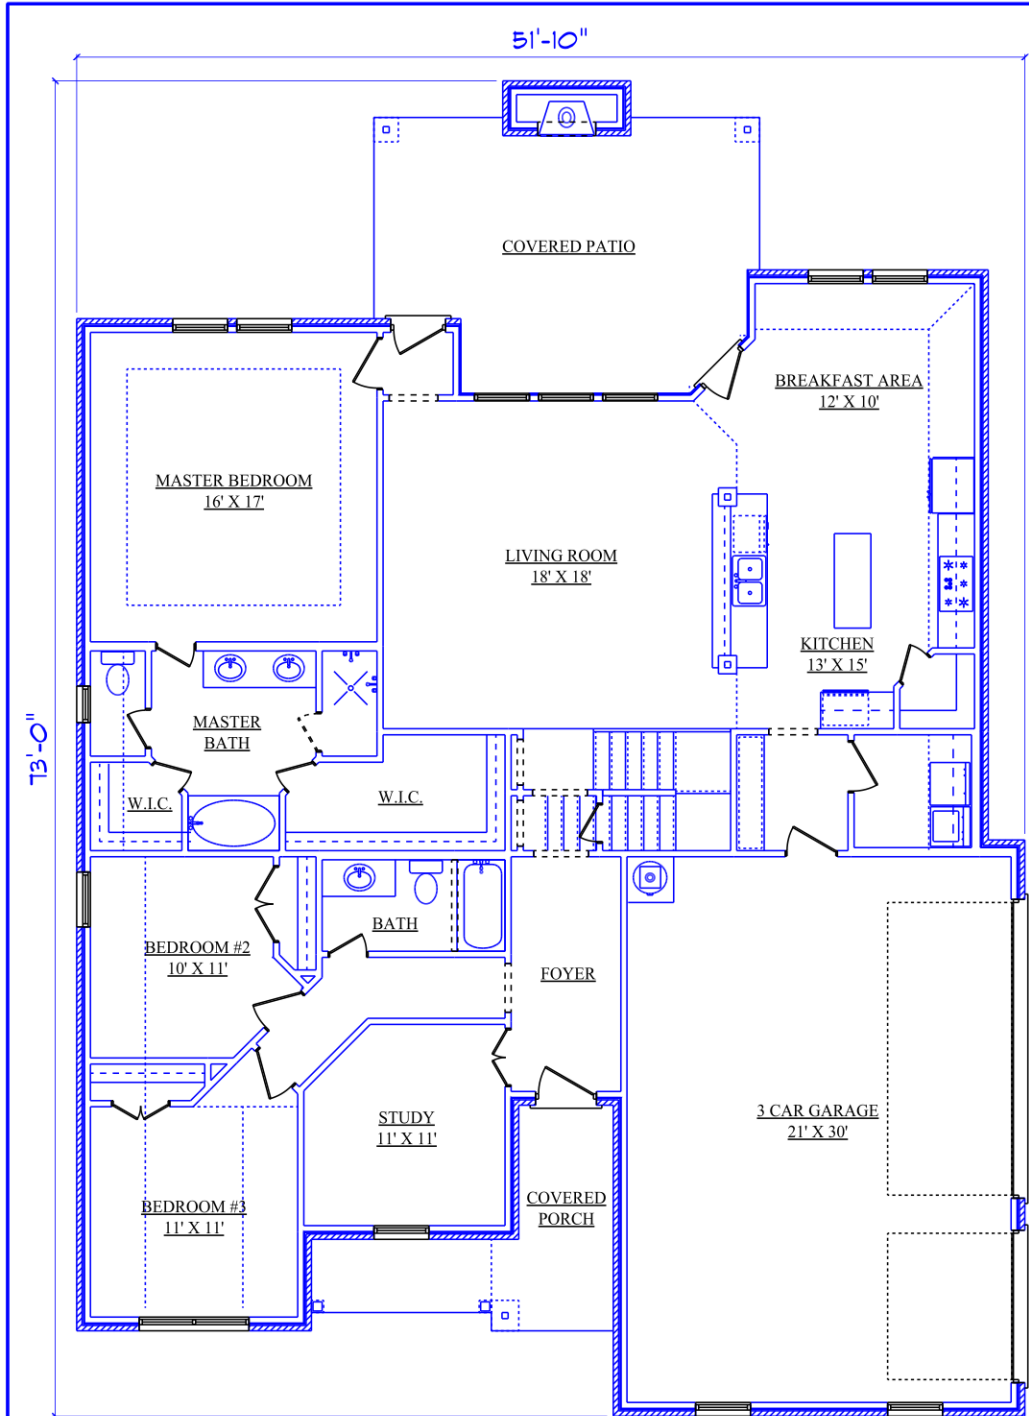 51'-10"
COVERED PATIO
BREAKFAST AREA
12' X 10'
MASTER BEDROOM
16' X 17'
LIVING ROOM
18' X 18'
KITCHEN
13' X 15'
MASTER
BATH
73'-0"
W.I.C.
W.I.C.
BATH
BEDROOM #2
10' X 11'
FOYER
STUDY
11' X 11'
3 CAR GARAGE
21' X 30'
BEDROOM #3
11' X 11'
COVERED
PORCH